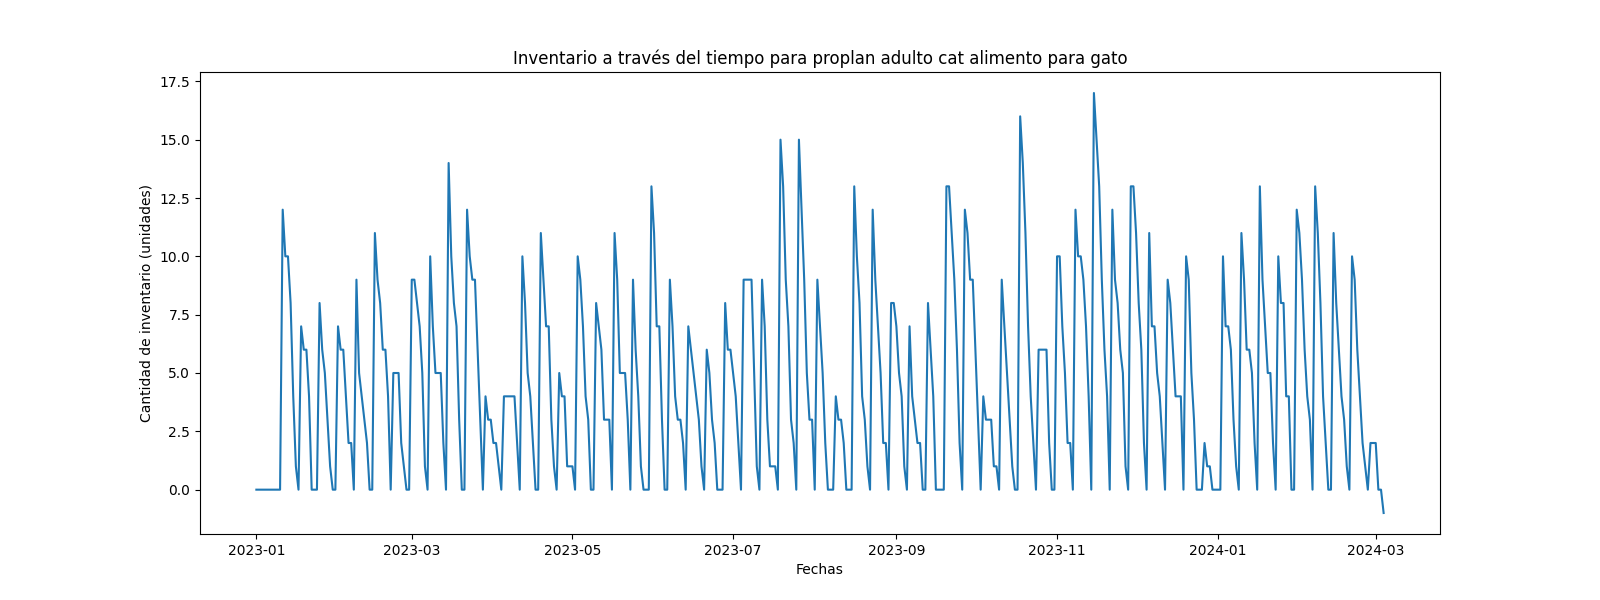 Inventario a través del tiempo para proplan adulto cat alimento para gato
17.5
15.0
12.5
10.0
7.5
5.0
2.5
0.0
Cantidad de inventario (unidades)
2023-01 2023-03 2023-05 2023-07 2023-09 2023-11 2024-01 2024-03
Fechas